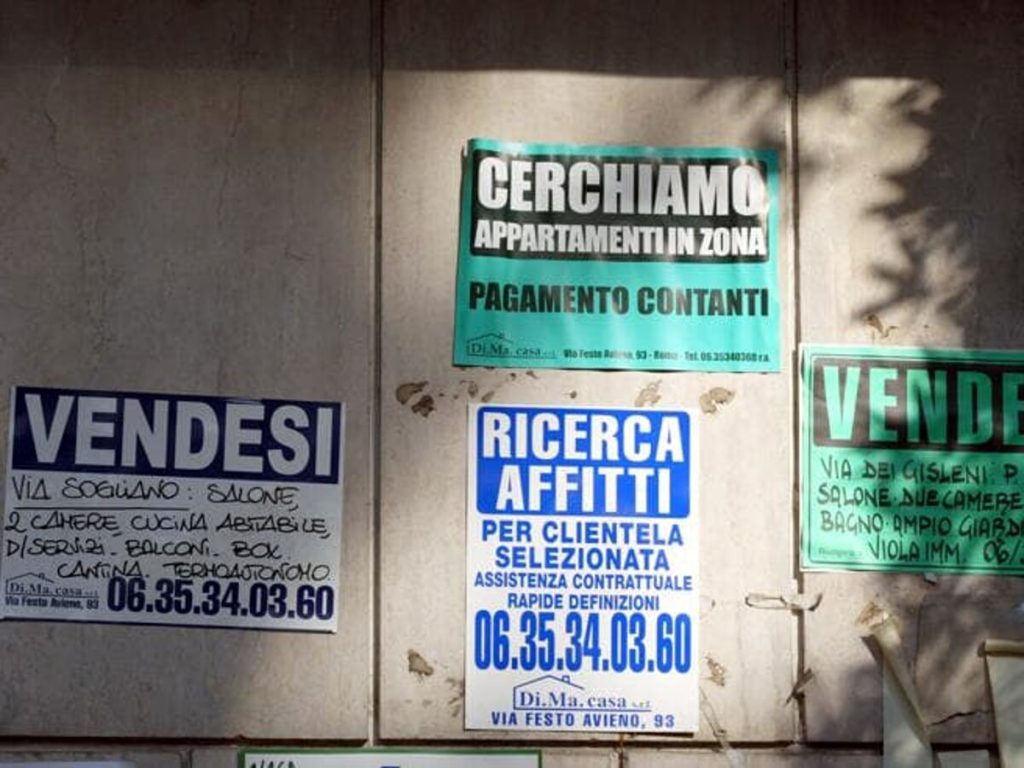 CERCHIAMO
APPARTAMENTI IN ZONA
PAGAMENTO CONTANTI
Di.Ma.casa s.r.l. Via Festo Avieno, 93 - Roma - Tel. 06.35340360 r.a.
VENDESI
VIA SOGLIANO: SALONE,
2 CAMERE, CUCINA ABITABILE,
D/SERVIZI - BALCONI - BOX
CANTINA. TERMOAUTONOMO
Di.Ma.casa s.r.l.
Via Festo Avieno, 93
06.35.34.03.60
RICERCA
AFFITTI
PER CLIENTELA
SELEZIONATA
ASSISTENZA CONTRATTUALE
RAPIDE DEFINIZIONI
06.35.34.03.60
Di.Ma.casa s.r.l.
VIA FESTO AVIENO, 93
VENDE
VIA DEI GISLENI P
SALONE DUE CAMERE
BAGNO AMPIO GIARD
VIOLA IMM. 06/